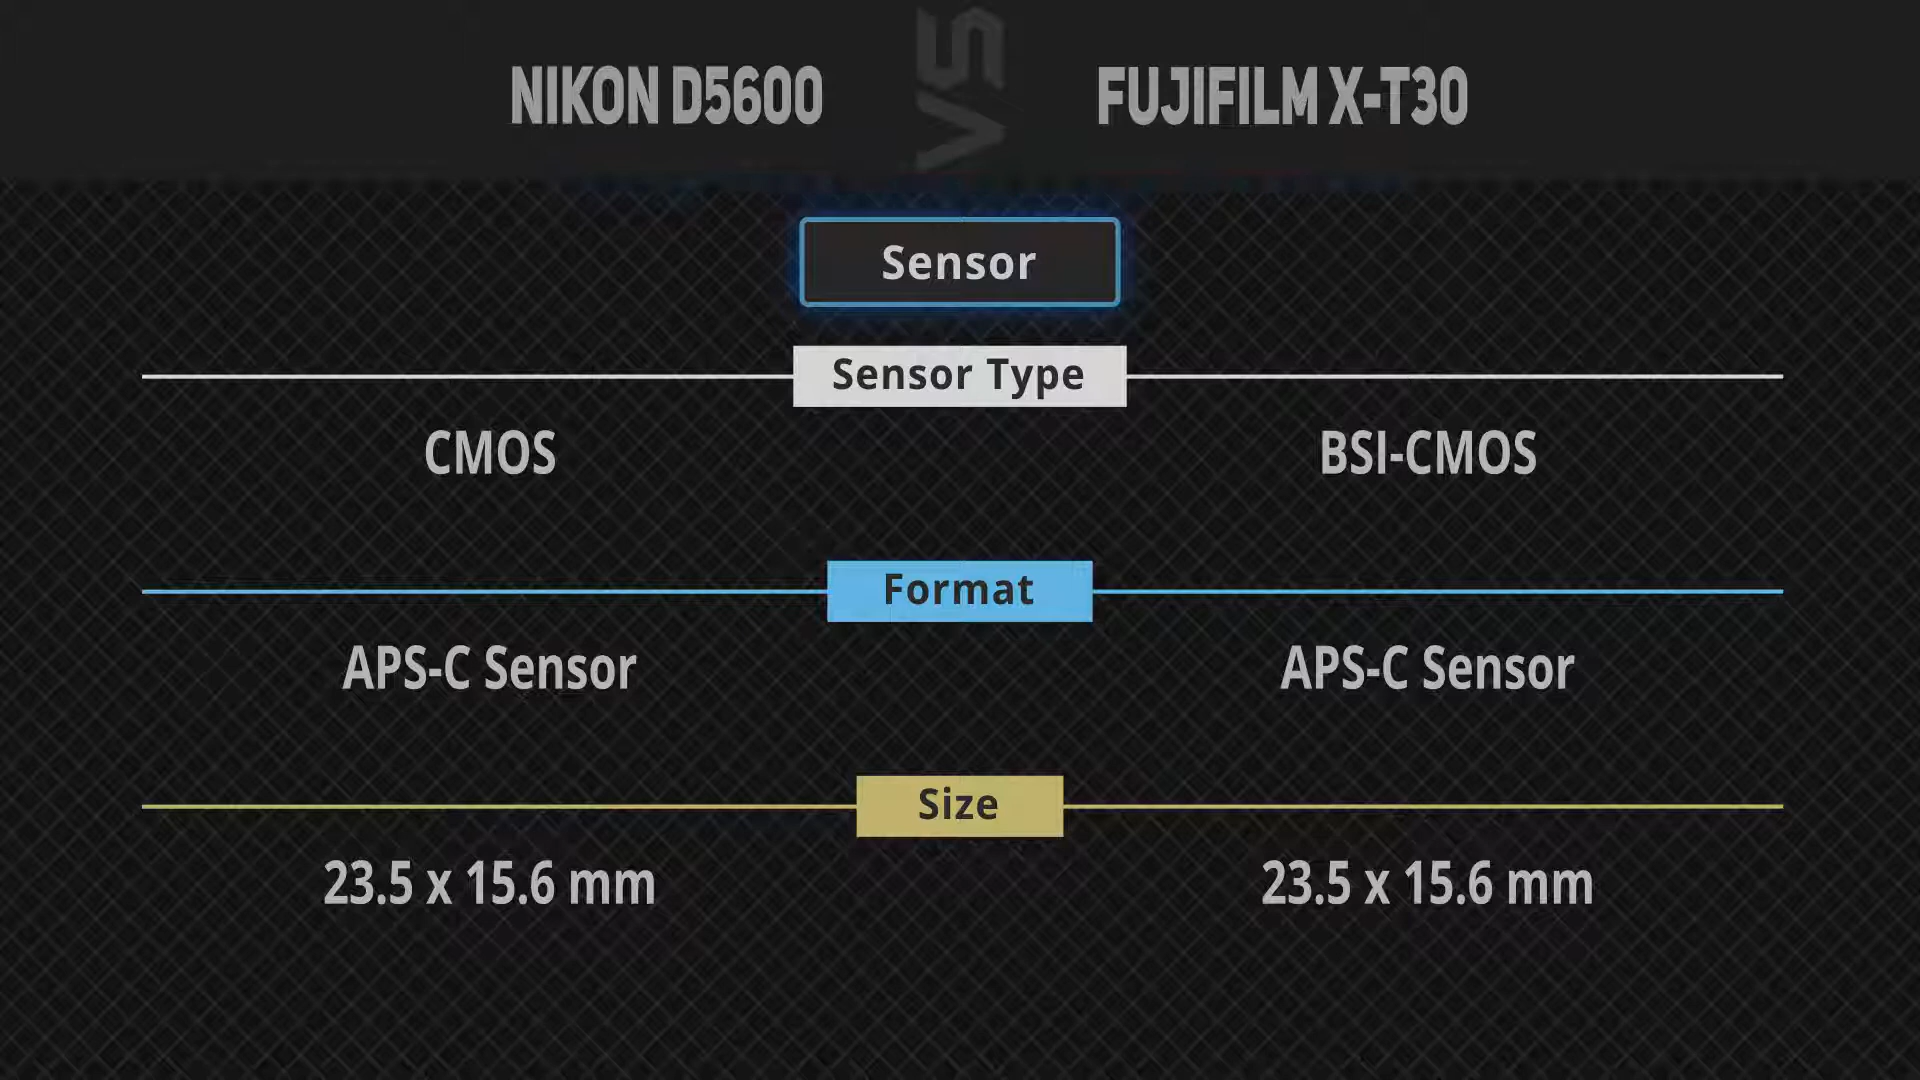 NIKON D5600 VS FUJIFILM X-T30
Sensor
Sensor Type
CMOS BSI-CMOS
Format
APS-C Sensor APS-C Sensor
Size
23.5 x 15.6 mm 23.5 x 15.6 mm